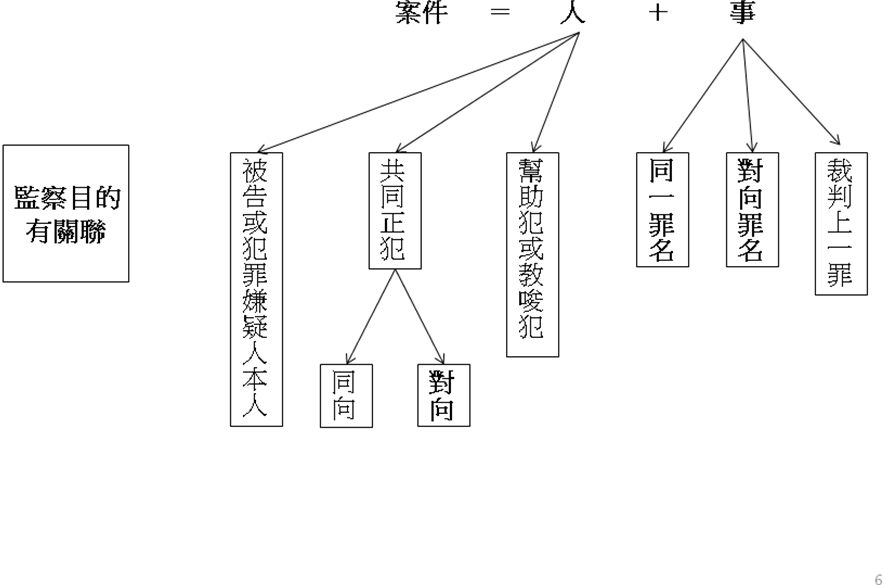 案件 = 人 + 事
監察目的
有關聯
被告或犯罪嫌疑人本人
共同正犯
幫助犯或教唆犯
同一罪名
對向罪名
裁判上一罪
同向
對向
6